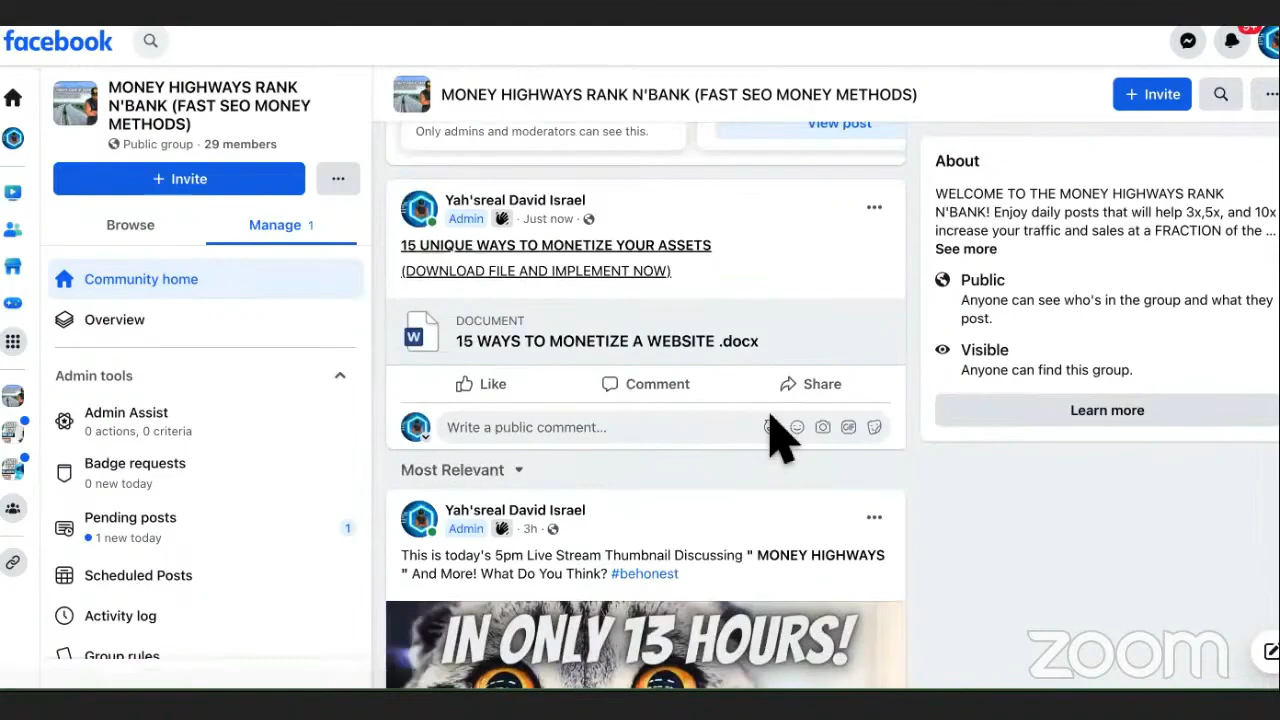 facebook
9+
MONEY HIGHWAYS RANK
N'BANK (FAST SEO MONEY
METHODS)
Public group · 29 members
+ Invite
Browse
Manage 1
Community home
Overview
Admin tools
Admin Assist
0 actions, 0 criteria
Badge requests
0 new today
Pending posts
1 new today
1
Scheduled Posts
Activity log
Group rules
MONEY HIGHWAYS RANK N'BANK (FAST SEO MONEY METHODS)
+ Invite
Only admins and moderators can see this.
View post
Yah'sreal David Israel
Admin · Just now ·
15 UNIQUE WAYS TO MONETIZE YOUR ASSETS
(DOWNLOAD FILE AND IMPLEMENT NOW)
W
DOCUMENT
15 WAYS TO MONETIZE A WEBSITE .docx
Like
Comment
Share
Write a public comment...
GIF
Most Relevant
Yah'sreal David Israel
Admin · 3h ·
This is today's 5pm Live Stream Thumbnail Discussing " MONEY HIGHWAYS
" And More! What Do You Think? #behonest
IN ONLY 13 HOURS!
About
WELCOME TO THE MONEY HIGHWAYS RANK
N'BANK! Enjoy daily posts that will help 3x,5x, and 10x
increase your traffic and sales at a FRACTION of the ...
See more
Public
Anyone can see who's in the group and what they
post.
Visible
Anyone can find this group.
Learn more
zoom